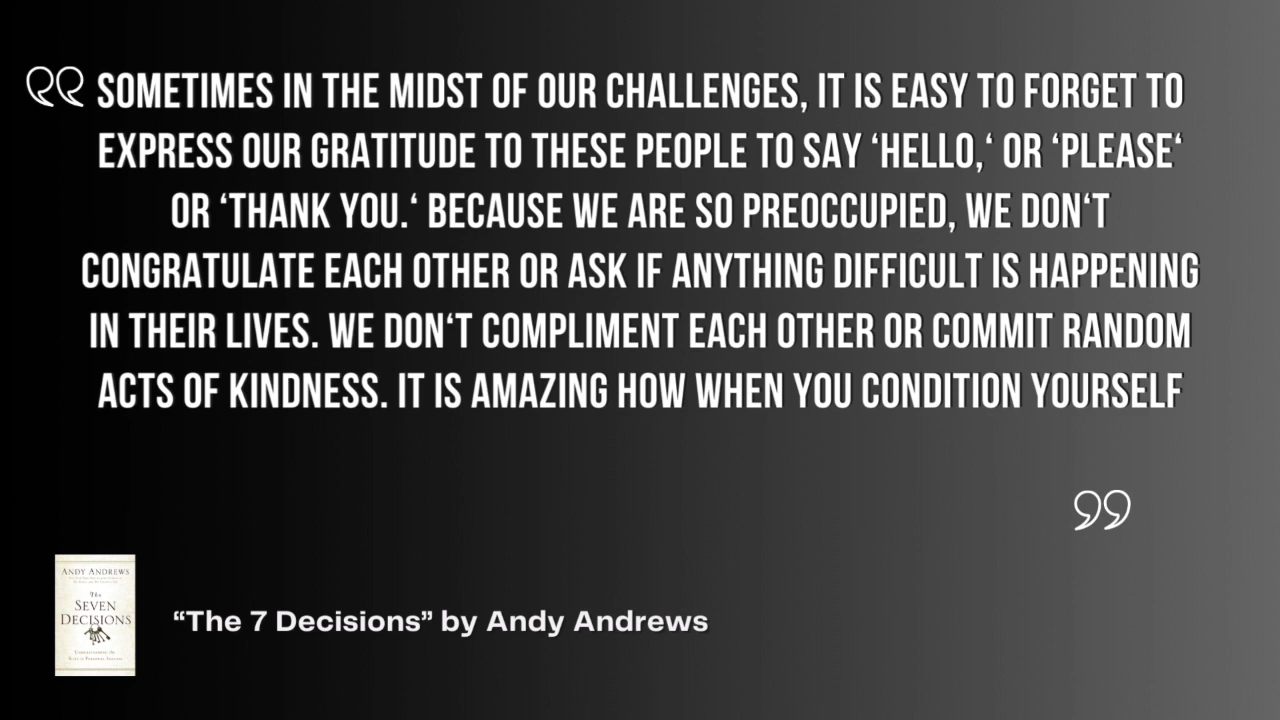 “ SOMETIMES IN THE MIDST OF OUR CHALLENGES, IT IS EASY TO FORGET TO
EXPRESS OUR GRATITUDE TO THESE PEOPLE TO SAY ‘HELLO,‘ OR ‘PLEASE‘
OR ‘THANK YOU.‘ BECAUSE WE ARE SO PREOCCUPIED, WE DON‘T
CONGRATULATE EACH OTHER OR ASK IF ANYTHING DIFFICULT IS HAPPENING
IN THEIR LIVES. WE DON‘T COMPLIMENT EACH OTHER OR COMMIT RANDOM
ACTS OF KINDNESS. IT IS AMAZING HOW WHEN YOU CONDITION YOURSELF
”
ANDY ANDREWS
The
SEVEN
DECISIONS
“The 7 Decisions” by Andy Andrews